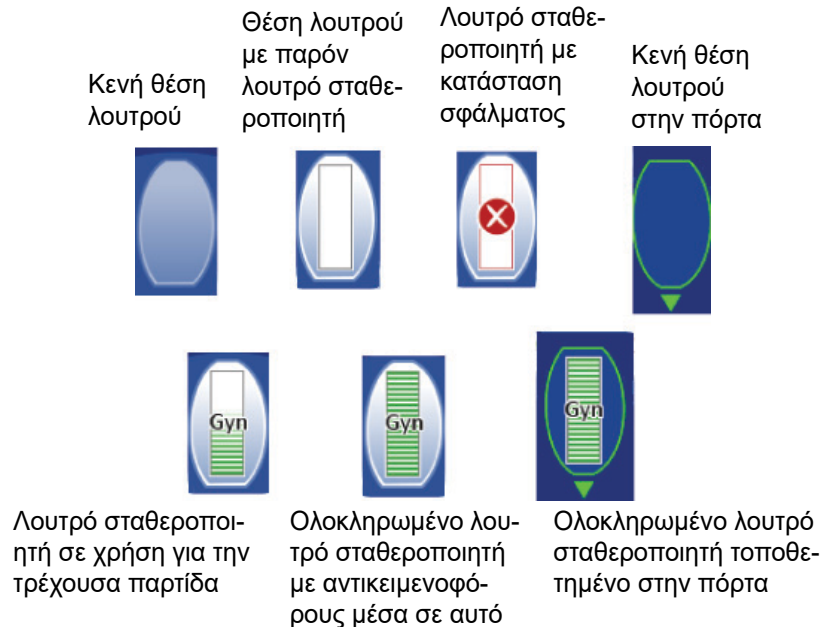 Κενή θέση
λουτρού
Θέση λουτρού
με παρόν
λουτρό σταθε-
ροποιητή
Λουτρό σταθε-
ροποιητή με
κατάσταση
σφάλματος
Κενή θέση
λουτρού
στην πόρτα
Gyn
Gyn
Gyn
Λουτρό σταθεροποι-
ητή σε χρήση για την
τρέχουσα παρτίδα
Ολοκληρωμένο λου-
τρό σταθεροποιητή
με αντικειμενοφό-
ρους μέσα σε αυτό
Ολοκληρωμένο λουτρό
σταθεροποιητή τοποθε-
τημένο στην πόρτα